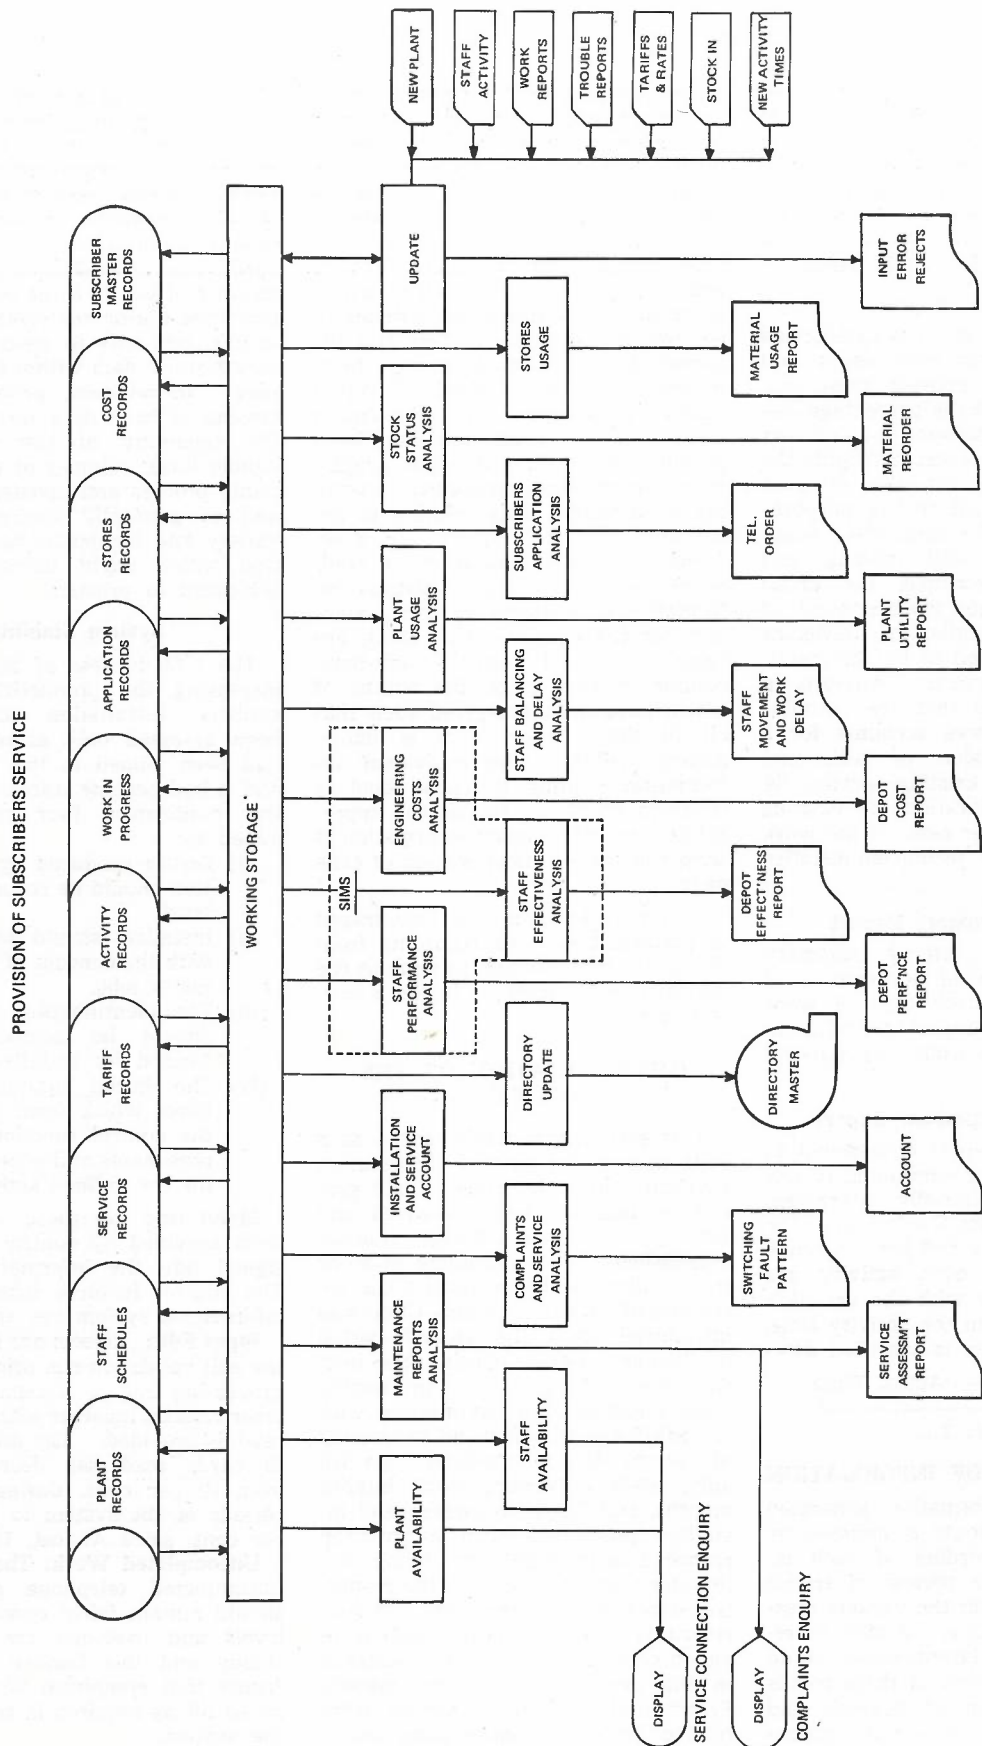 PROVISION OF SUBSCRIBERS SERVICE
PLANT
RECORDS
STAFF
SCHEDULES
SERVICE
RECORDS
TARIFF
RECORDS
ACTIVITY
RECORDS
WORK IN
PROGRESS
APPLICATION
RECORDS
STORES
RECORDS
COST
RECORDS
SUBSCRIBER
MASTER
RECORDS
WORKING STORAGE
SIMS
PLANT
AVAILABILITY
MAINTENANCE
REPORTS
ANALYSIS
INSTALLATION
AND SERVICE
ACCOUNT
STAFF
PERFORMANCE
ANALYSIS
ENGINEERING
COSTS
ANALYSIS
PLANT
USAGE
ANALYSIS
STOCK
STATUS
ANALYSIS
UPDATE
NEW PLANT
STAFF
ACTIVITY
WORK
REPORTS
TROUBLE
REPORTS
TARIFFS
& RATES
STOCK IN
NEW ACTIVITY
TIMES
STAFF
AVAILABILITY
COMPLAINTS
AND SERVICE
ANALYSIS
DIRECTORY
UPDATE
STAFF
EFFECTIVENESS
ANALYSIS
STAFF BALANCING
AND DELAY
ANALYSIS
SUBSCRIBERS
APPLICATION
ANALYSIS
STORES
USAGE
DISPLAY
SERVICE CONNECTION ENQUIRY
DISPLAY
COMPLAINTS ENQUIRY
SWITCHING
FAULT
PATTERN
DIRECTORY
MASTER
DEPOT
EFFECT'NESS
REPORT
STAFF
MOVEMENT
AND WORK
DELAY
TEL.
ORDER
MATERIAL
USAGE
REPORT
SERVICE
ASSESSM'T
REPORT
ACCOUNT
DEPOT
PERF'NCE
REPORT
DEPOT
COST
REPORT
PLANT
UTILITY
REPORT
MATERIAL
REORDER
INPUT
ERROR
REJECTS